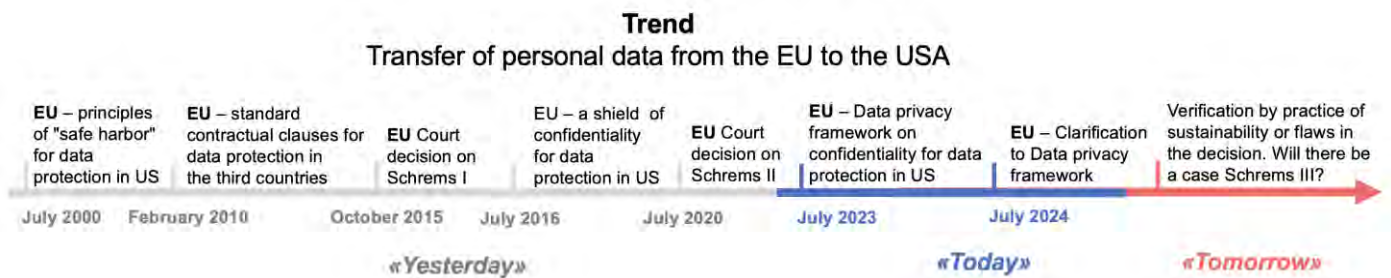 Trend
Transfer of personal data from the EU to the USA
EU – principles
of "safe harbor"
for data
protection in US
EU – standard
contractual clauses for
data protection in
the third countries
EU Court
decision on
Schrems I
EU – a shield of
confidentiality
for data
protection in US
EU Court
decision on
Schrems II
EU – Data privacy
framework on
confidentiality for data
protection in US
EU – Clarification
to Data privacy
framework
Verification by practice of
sustainability or flaws in
the decision. Will there be
a case Schrems III?
July 2000
February 2010
October 2015
July 2016
July 2020
July 2023
July 2024
«Yesterday»
«Today»
«Tomorrow»